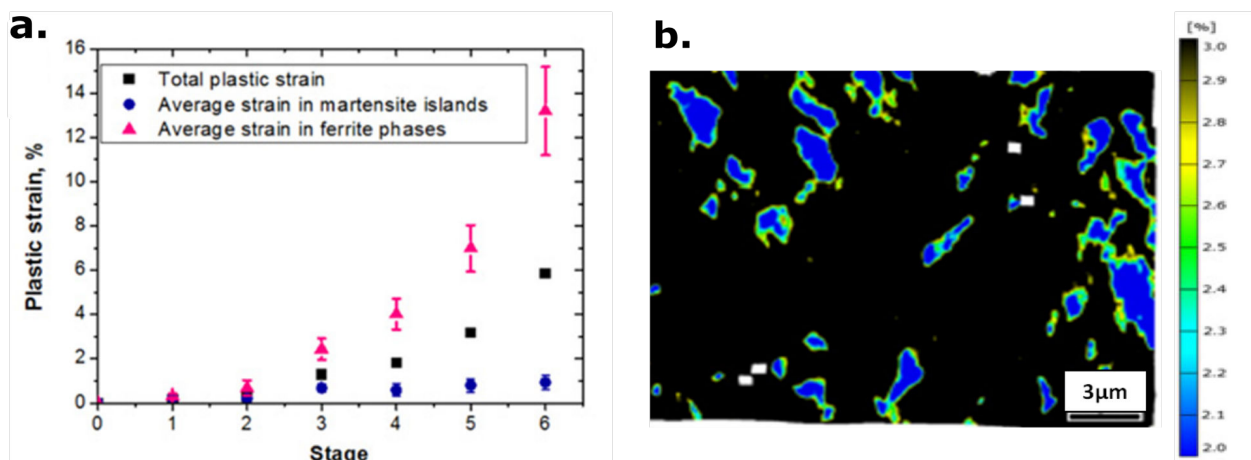 a.
16
14
12
10
8
6
4
2
0
Plastic strain, %
Total plastic strain
Average strain in martensite islands
Average strain in ferrite phases
0 1 2 3 4 5 6
Stage
b.
3µm
[%]
3.0
2.9
2.8
2.7
2.6
2.5
2.4
2.3
2.2
2.1
2.0